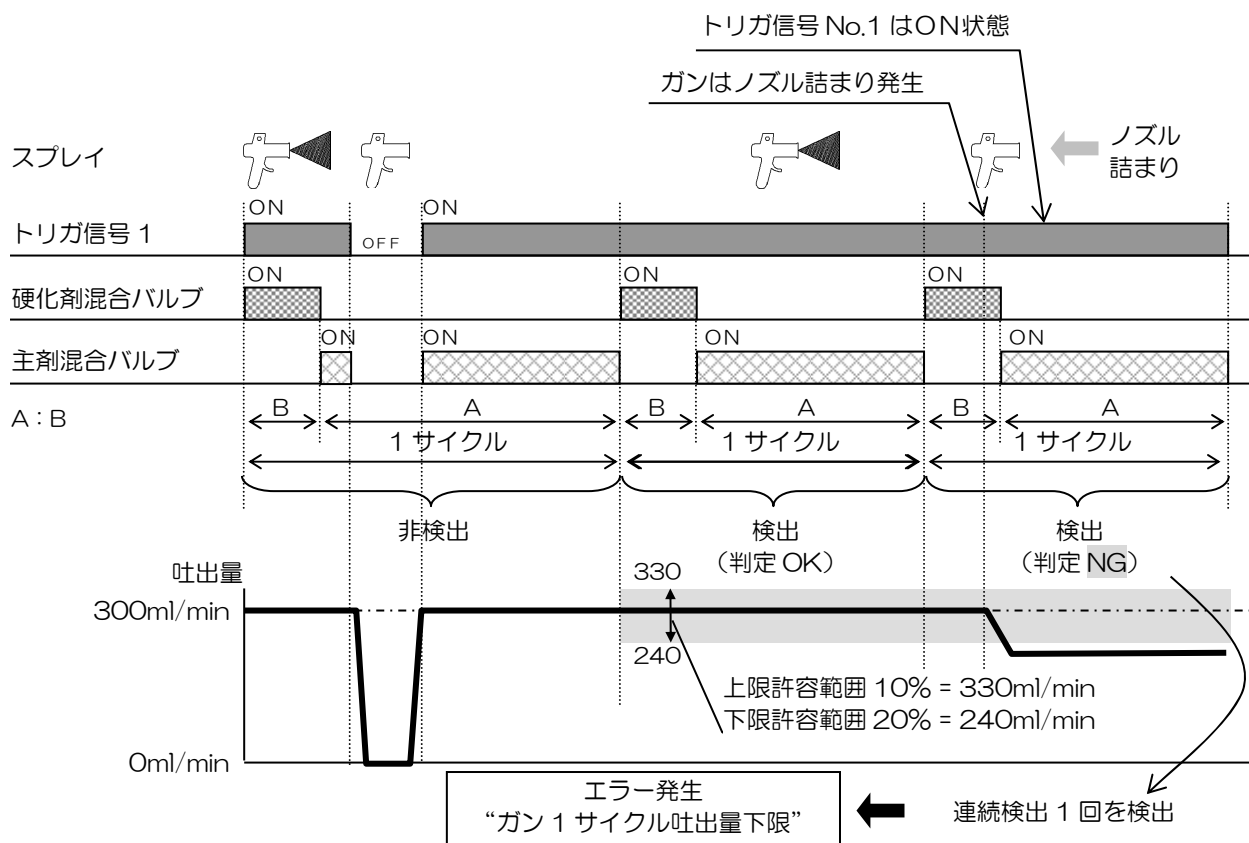 トリガ信号 No.1 はON状態
ガンはノズル詰まり発生
スプレイ
ノズル
詰まり
ON
ON
トリガ信号 1
OFF
ON
ON
ON
硬化剤混合バルブ
ON
ON
ON
ON
主剤混合バルブ
A：B
B
A
B
A
B
A
1 サイクル
1 サイクル
1 サイクル
非検出
検出
（判定 OK）
検出
（判定 NG）
吐出量
330
300ml/min
240
上限許容範囲 10% = 330ml/min
下限許容範囲 20% = 240ml/min
0ml/min
エラー発生
“ガン 1 サイクル吐出量下限”
連続検出 1 回を検出